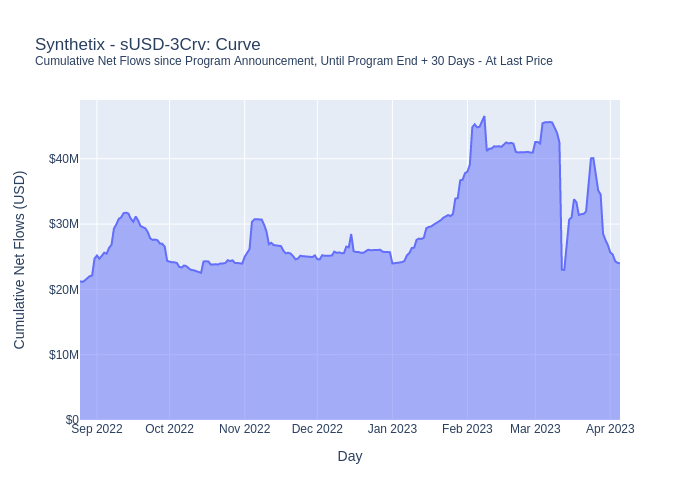 Synthetix - sUSD-3Crv: Curve
Cumulative Net Flows since Program Announcement, Until Program End + 30 Days - At Last Price
Cumulative Net Flows (USD)
$40M
$30M
$20M
$10M
$0
Sep 2022 Oct 2022 Nov 2022 Dec 2022 Jan 2023 Feb 2023 Mar 2023 Apr 2023
Day